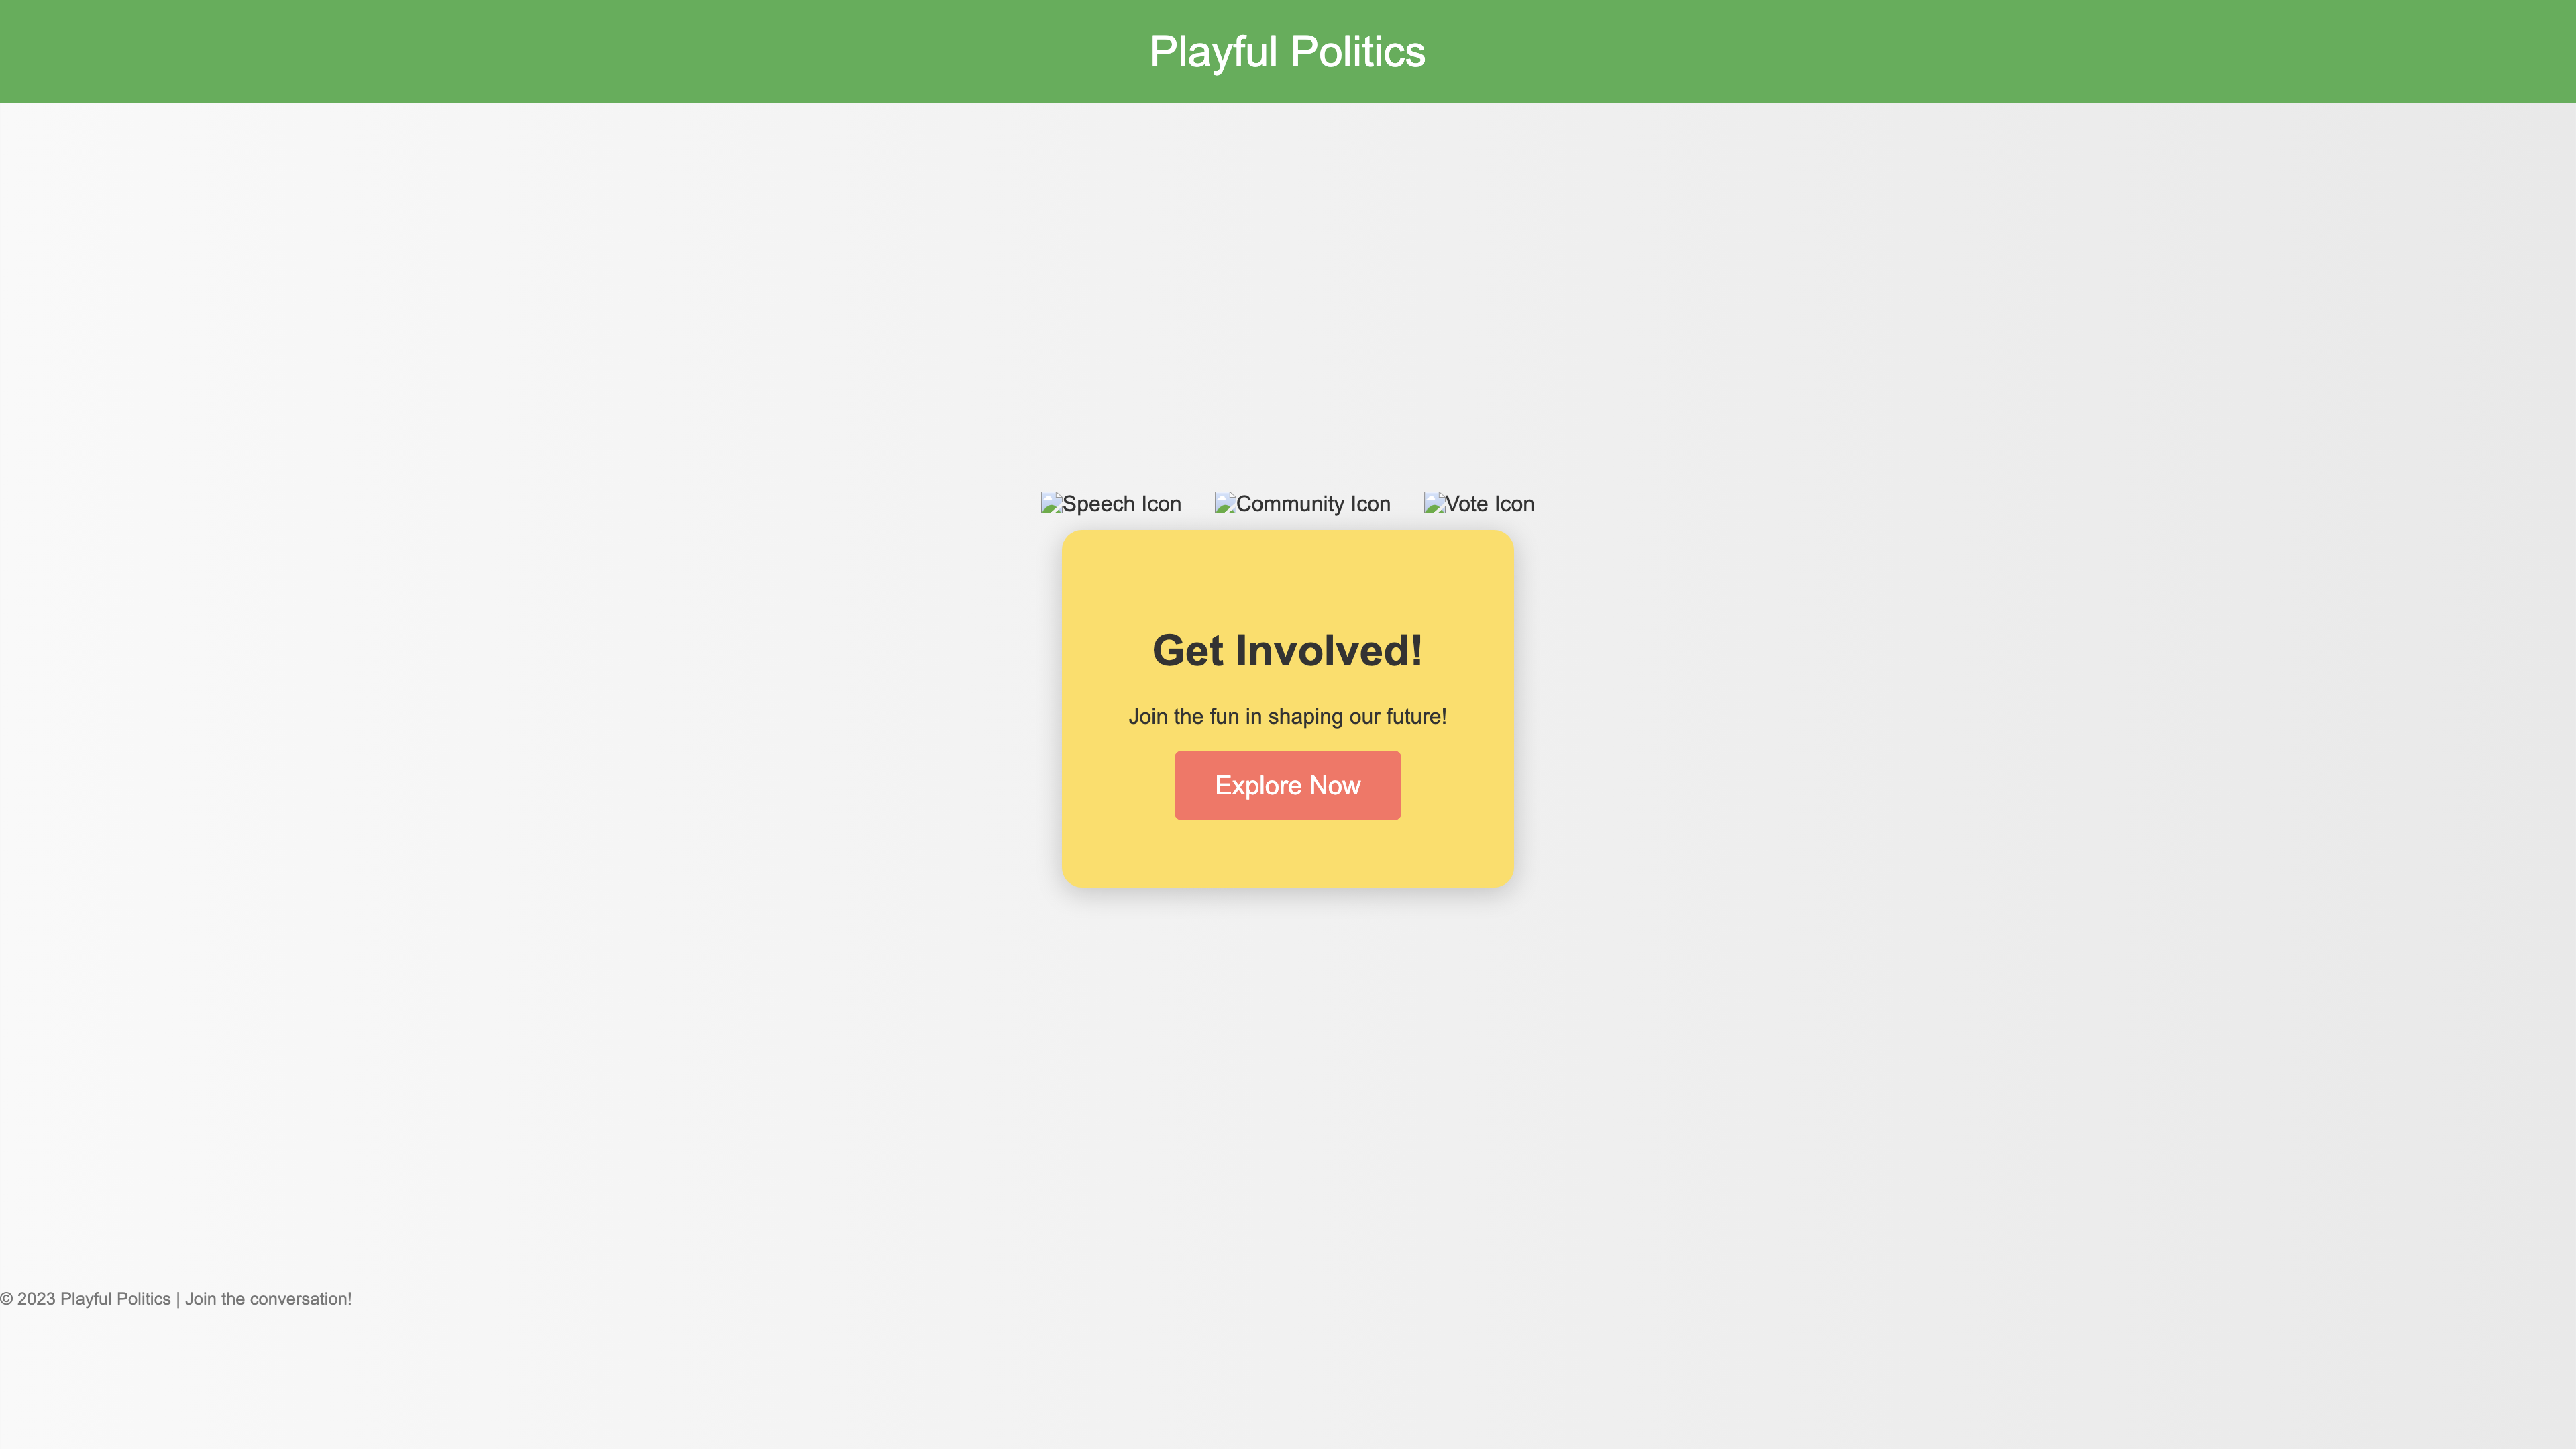 Playful Politics
Speech Icon Community Icon Vote Icon
Get Involved!
Join the fun in shaping our future!
Explore Now
© 2023 Playful Politics | Join the conversation!